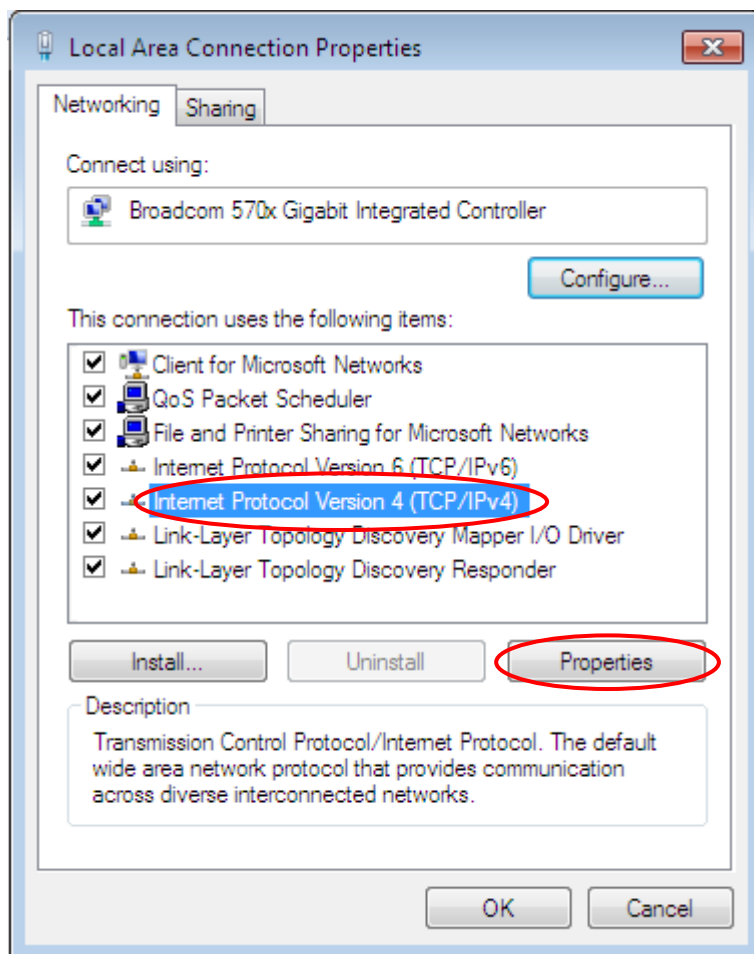 Local Area Connection Properties
Networking
Sharing
Connect using:
Broadcom 570x Gigabit Integrated Controller
Configure...
This connection uses the following items:
Client for Microsoft Networks
QoS Packet Scheduler
File and Printer Sharing for Microsoft Networks
Internet Protocol Version 6 (TCP/IPv6)
Internet Protocol Version 4 (TCP/IPv4)
Link-Layer Topology Discovery Mapper I/O Driver
Link-Layer Topology Discovery Responder
Install...
Uninstall
Properties
Description
Transmission Control Protocol/Internet Protocol. The default
wide area network protocol that provides communication
across diverse interconnected networks.
OK
Cancel